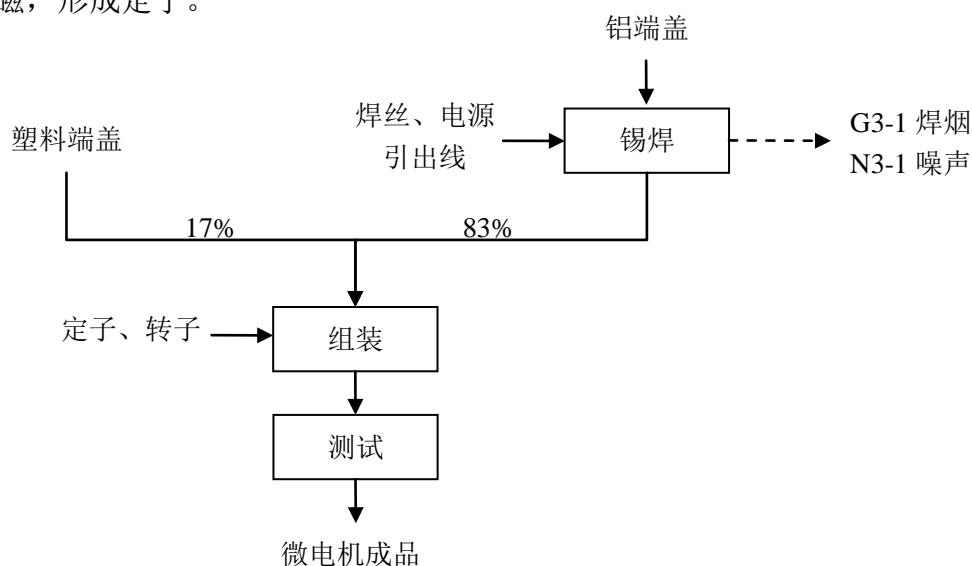 磁，形成定子。
铝端盖
焊丝、电源
引出线
锡焊
G3-1 焊烟
N3-1 噪声
塑料端盖
17%
83%
定子、转子
组装
测试
微电机成品